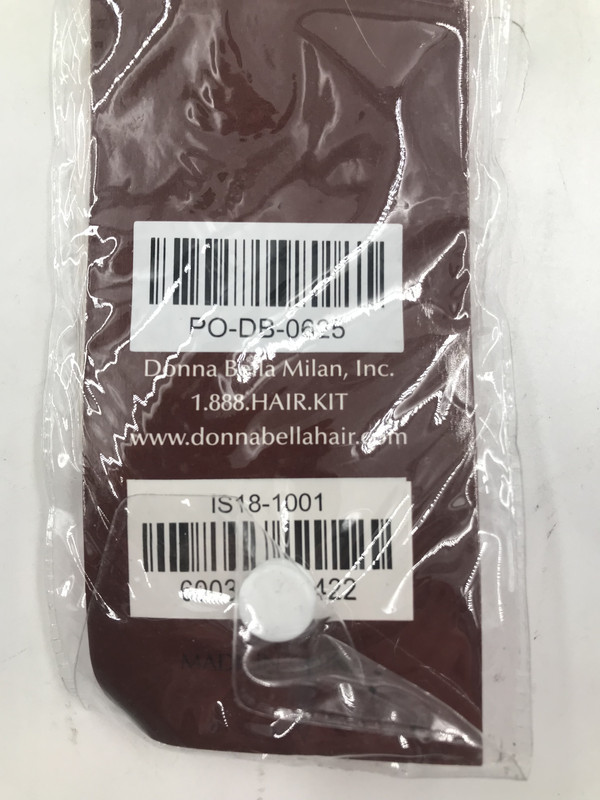 PO-DB-0625
Donna Bella Milan, Inc.
1.888.HAIR.KIT
www.donnabellahair.com
IS18-1001